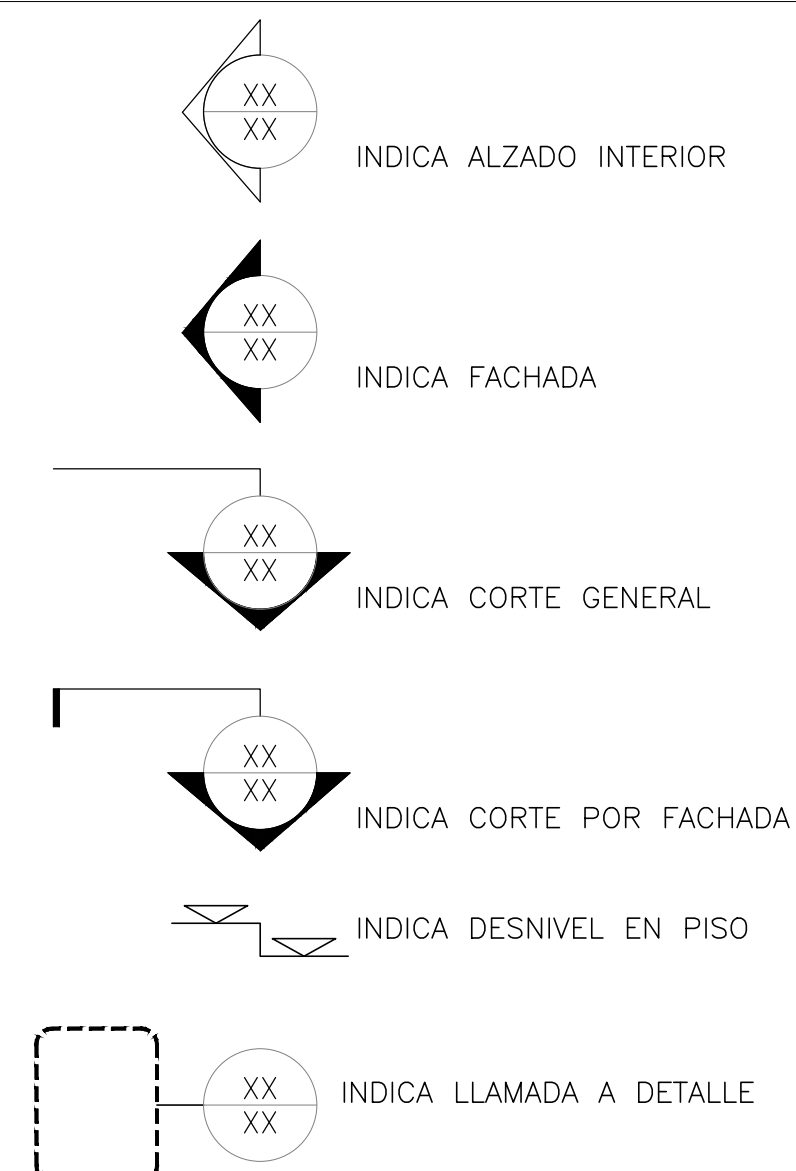 XX
XX
INDICA ALZADO INTERIOR
XX
XX
INDICA FACHADA
XX
XX
INDICA CORTE GENERAL
XX
XX
INDICA CORTE POR FACHADA
INDICA DESNIVEL EN PISO
XX
INDICA LLAMADA A DETALLE
XX